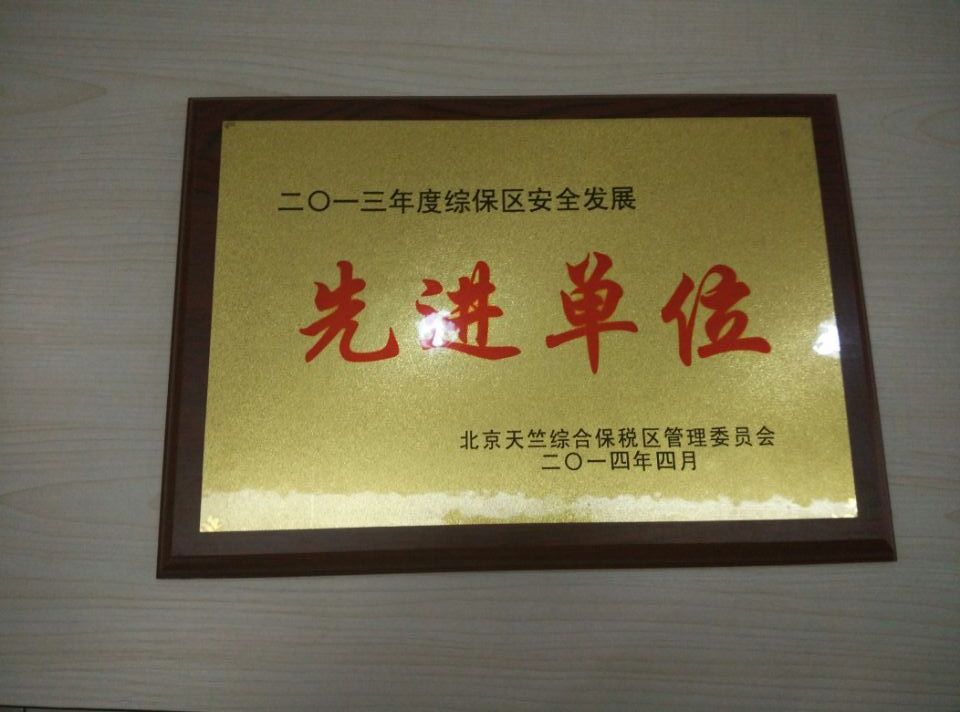 二〇一三年度综保区安全发展
先进单位
北京天竺综合保税区管理委员会
二〇一四年四月